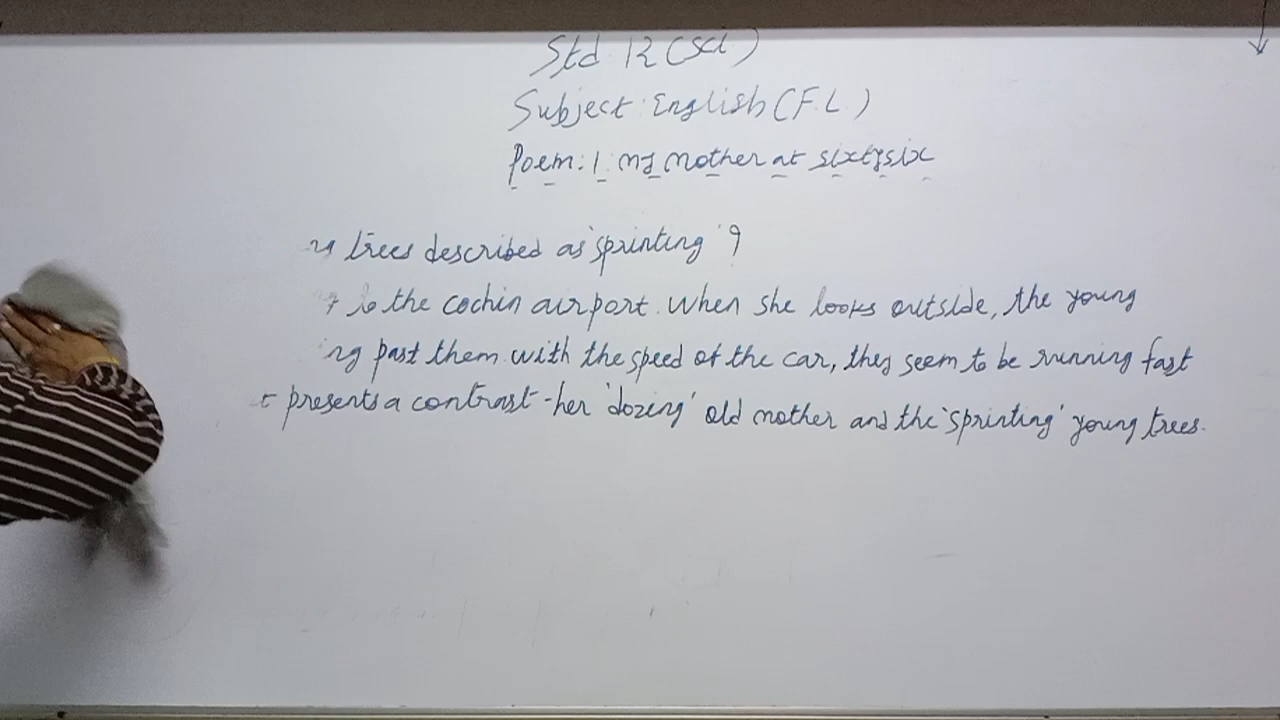 Std 12 (Sci)
Subject: English (F.L.)
Poem: 1. My Mother at sixtysix
trees described as 'sprinting' ?
to the cochin airport. When she looks outside, the young
past them with the speed of the car, they seem to be running fast
presents a contrast - her 'dozing' old mother and the 'sprinting' young trees.